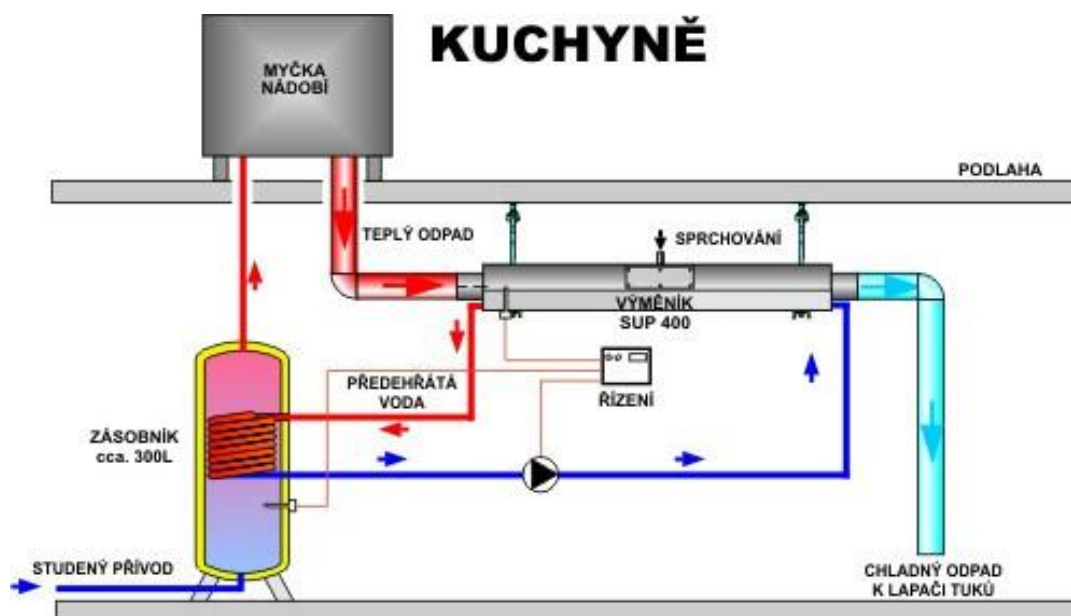 KUCHYNĚ
MYČKA
NÁDOBÍ
PODLAHA
TEPLÝ ODPAD
SPRCHOVÁNÍ
VÝMĚNÍK
SUP 400
PŘEDEHŘÁTÁ
VODA
ŘÍZENÍ
ZÁSOBNÍK
cca. 300L
STUDENÝ PŘÍVOD
CHLADNÝ ODPAD
K LAPAČI TUKŮ